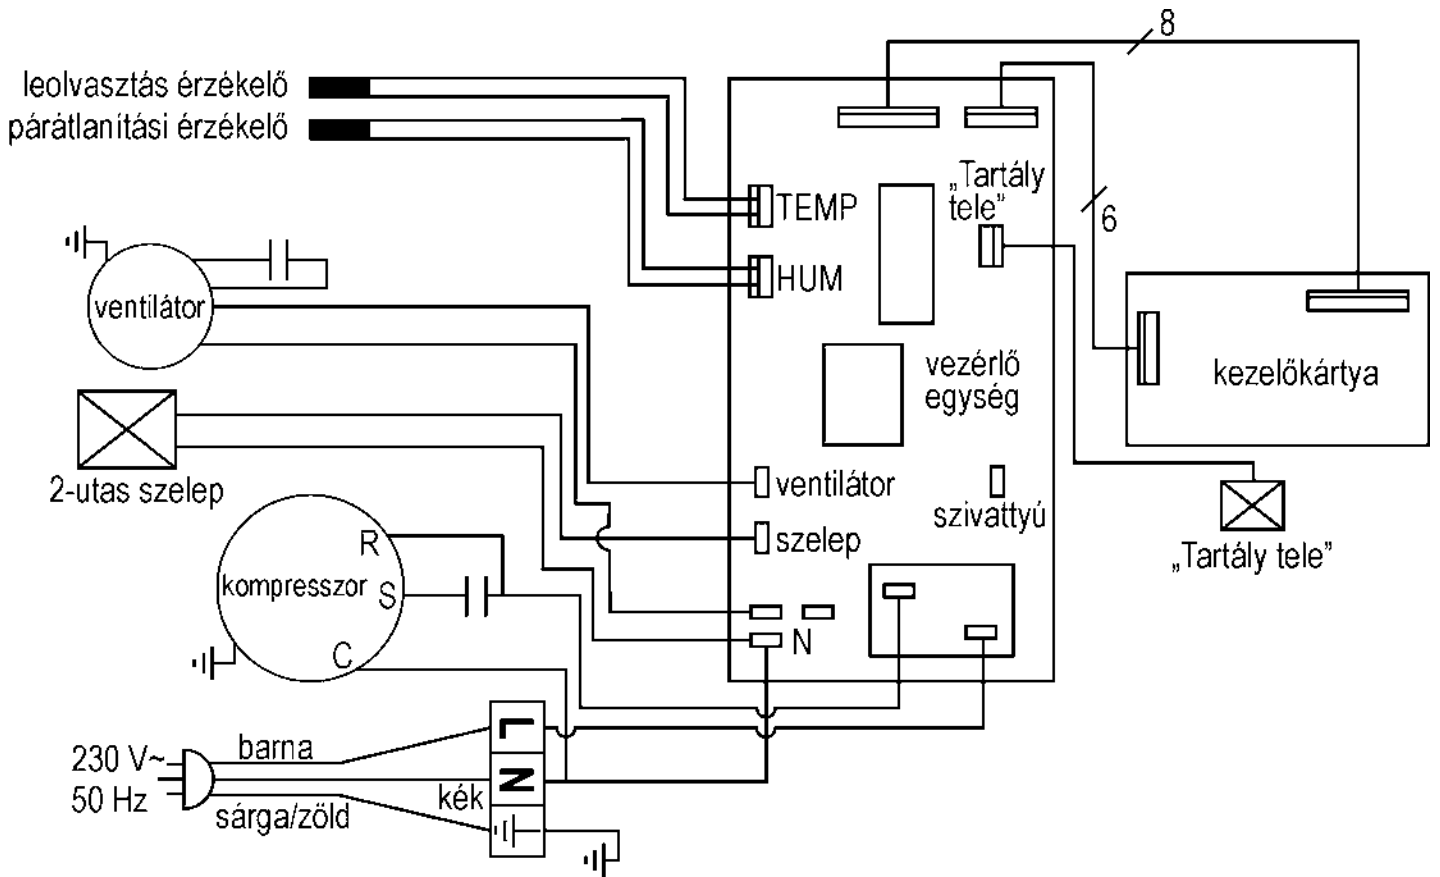 8
leolvasztás érzékelő
párátlanítási érzékelő
TEMP
„Tartály
tele”
6
HUM
ventilátor
vezérlő
egység
kezelőkártya
2-utas szelep
ventilátor
szivattyú
szelep
„Tartály tele”
R
kompresszor
S
C
N
L
230 V~
barna
N
50 Hz
kék
sárga/zöld